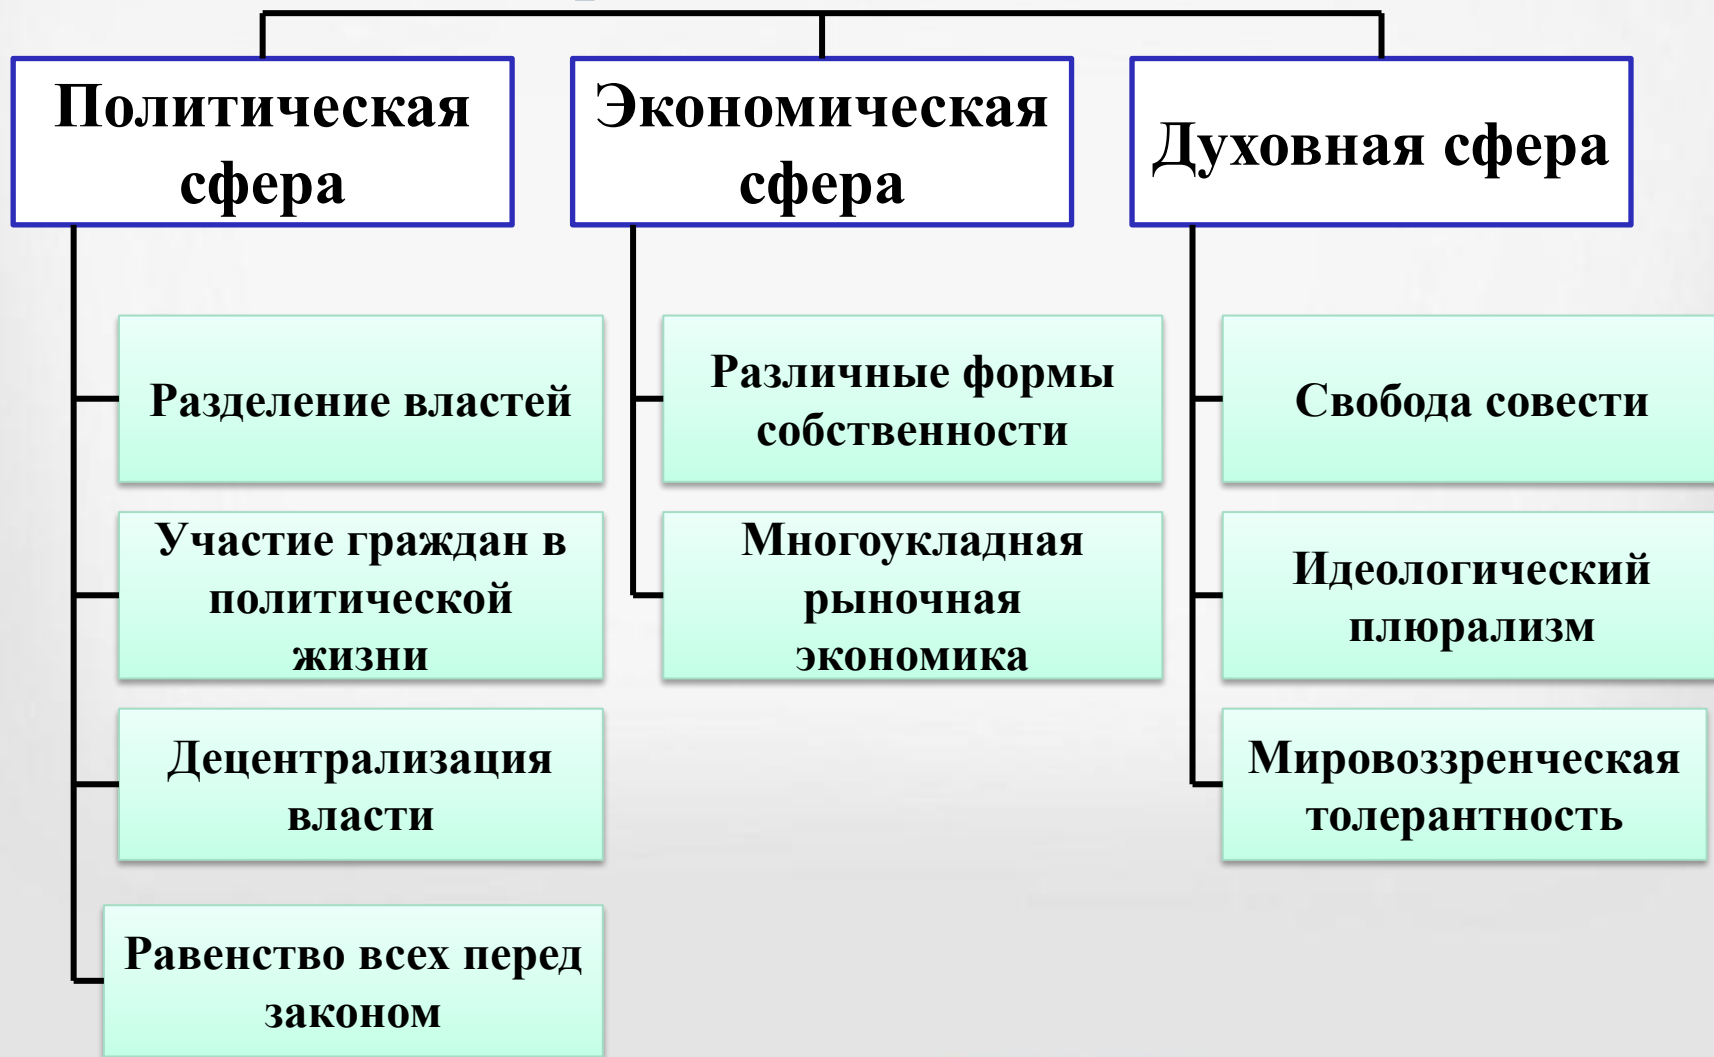 Политическая
сфера
Экономическая
сфера
Духовная сфера
Разделение властей
Участие граждан в
политической
жизни
Децентрализация
власти
Равенство всех перед
законом
Различные формы
собственности
Многоукладная
рыночная
экономика
Свобода совести
Идеологический
плюрализм
Мировоззренческая
толерантность